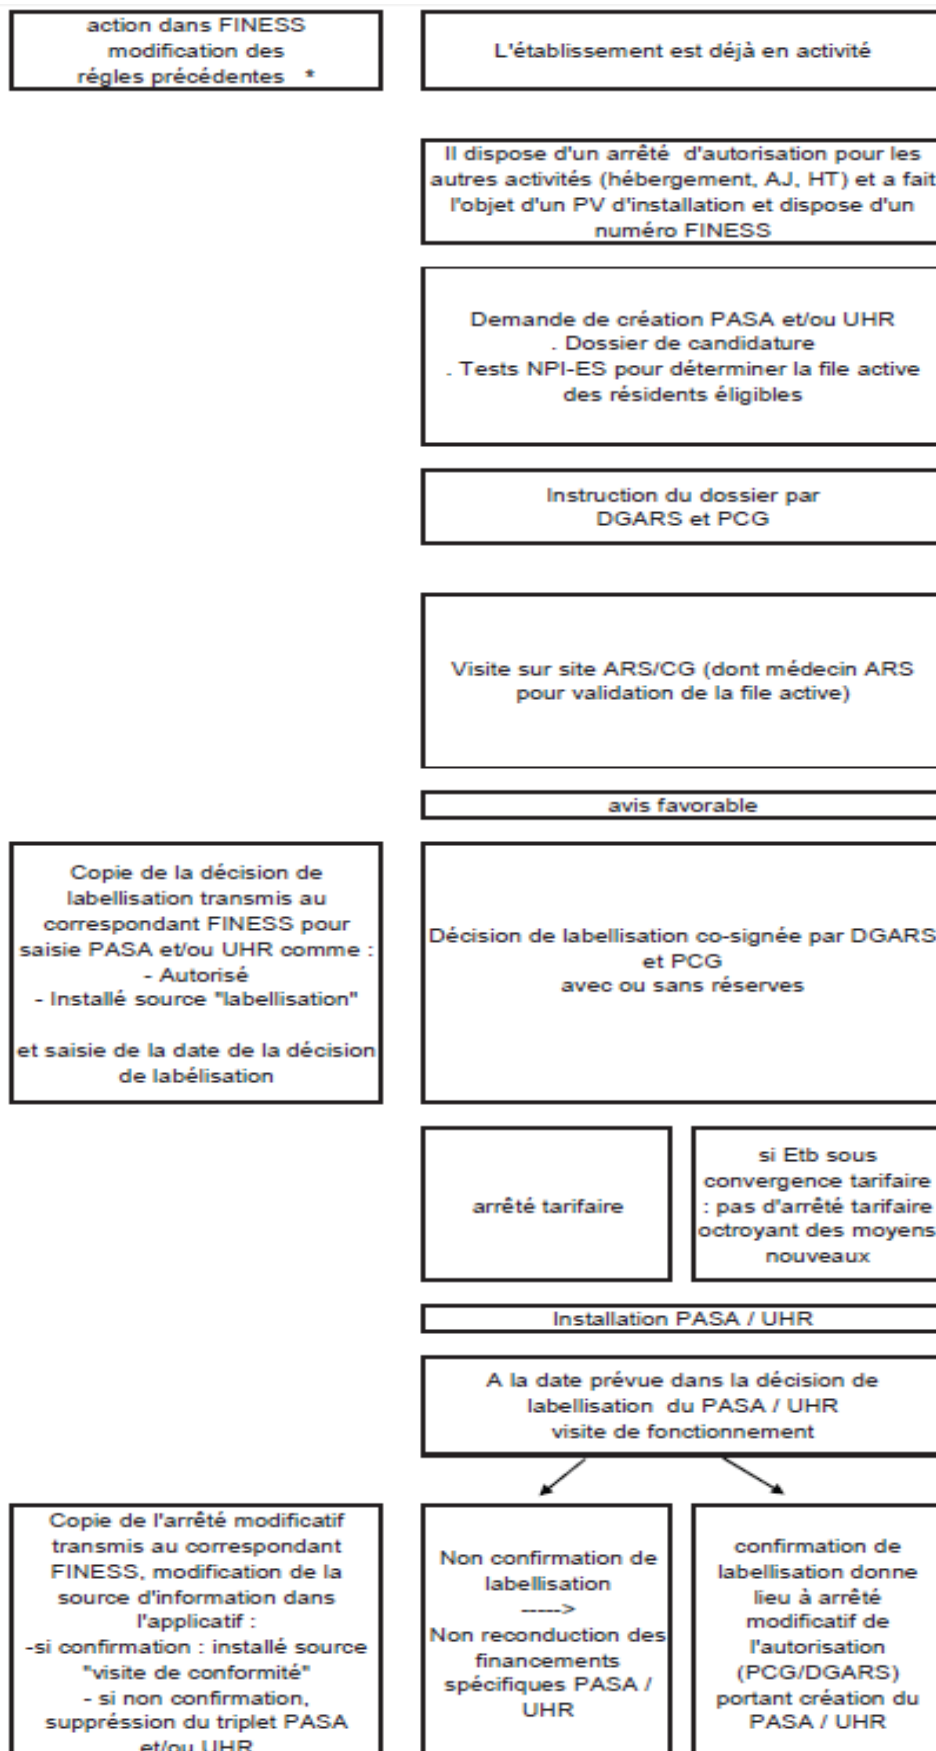 action dans FINESS
modification des
régles précédentes *
L'établissement est déjà en activité
Il dispose d'un arrêté d'autorisation pour les
autres activités (hébergement, AJ, HT) et a fait
l'objet d'un PV d'installation et dispose d'un
numéro FINESS
Demande de création PASA et/ou UHR
. Dossier de candidature
. Tests NPI-ES pour déterminer la file active
des résidents éligibles
Instruction du dossier par
DGARS et PCG
Visite sur site ARS/CG (dont médecin ARS
pour validation de la file active)
avis favorable
Copie de la décision de
labellisation transmis au
correspondant FINESS pour
saisie PASA et/ou UHR comme :
- Autorisé
- Installé source "labellisation"
et saisie de la date de la décision
de labélisation
Décision de labellisation co-signée par DGARS
et PCG
avec ou sans réserves
arrêté tarifaire
si Etb sous
convergence tarifaire
: pas d'arrêté tarifaire
octroyant des moyens
nouveaux
Installation PASA / UHR
A la date prévue dans la décision de
labellisation du PASA / UHR
visite de fonctionnement
Copie de l'arrêté modificatif
transmis au correspondant
FINESS, modification de la
source d'information dans
l'applicatif :
-si confirmation : installé source
"visite de conformité"
- si non confirmation,
suppréssion du triplet PASA
et/ou UHR
Non confirmation de
labellisation
----->
Non reconduction des
financements
spécifiques PASA /
UHR
confirmation de
labellisation donne
lieu à arrêté
modificatif de
l'autorisation
(PCG/DGARS)
portant création du
PASA / UHR